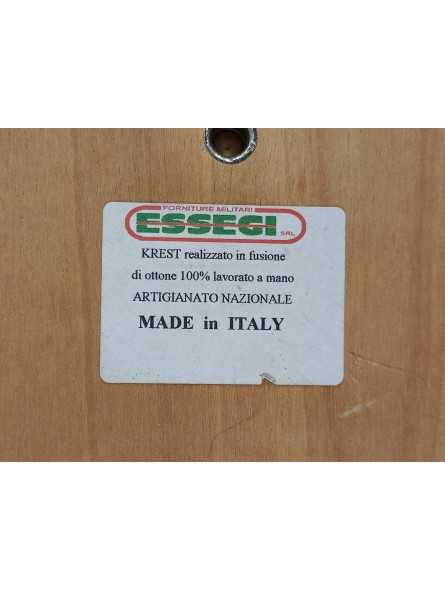 FORNITURE MILITARI
ESSEGI SRL
KREST realizzato in fusione
di ottone 100% lavorato a mano
ARTIGIANATO NAZIONALE
MADE in ITALY